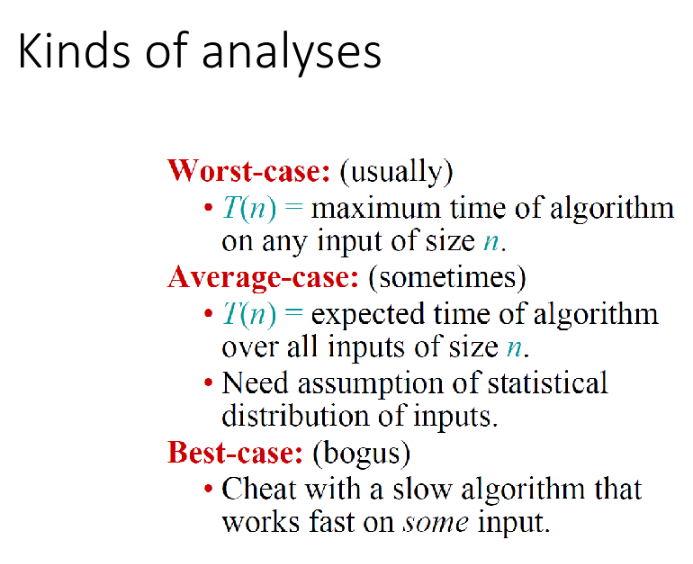 Kinds of analyses
Worst-case: (usually)
• T(n) = maximum time of algorithm
on any input of size n.
Average-case: (sometimes)
• T(n) = expected time of algorithm
over all inputs of size n.
• Need assumption of statistical
distribution of inputs.
Best-case: (bogus)
• Cheat with a slow algorithm that
works fast on some input.